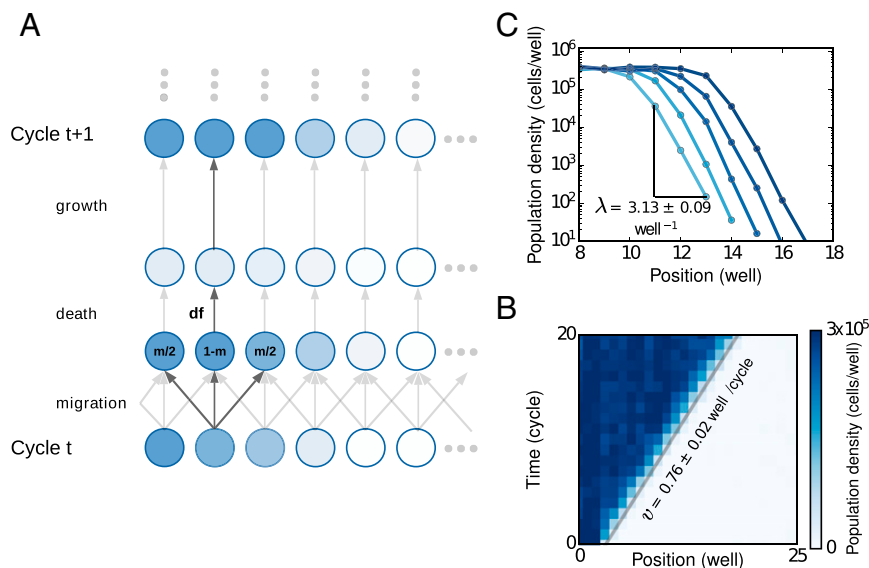 A
Cycle t+1
growth
death
df
m/2 1-m m/2
migration
Cycle t
C
Population density (cells/well)
10^6
10^5
10^4
10^3
10^2
10^1
λ = 3.13 ± 0.09
well^-1
8 10 12 14 16 18
Position (well)
B
Time (cycle)
20
0
v = 0.76 ± 0.02 well /cycle
0 25
Position (well)
3x10^5
0
Population density (cells/well)